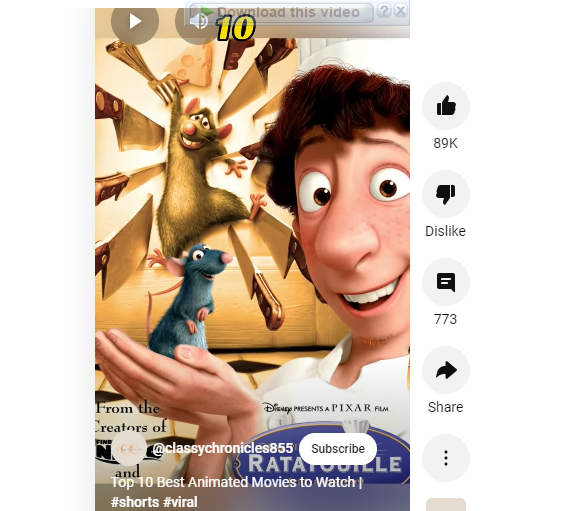 Download this video
10
89K
Dislike
773
Share
DISNEY PRESENTS A PIXAR FILM
From the
Creators of
FIND
and
@classychronicles855
Subscribe
RATATOUILLE
Top 10 Best Animated Movies to Watch |
#shorts #viral